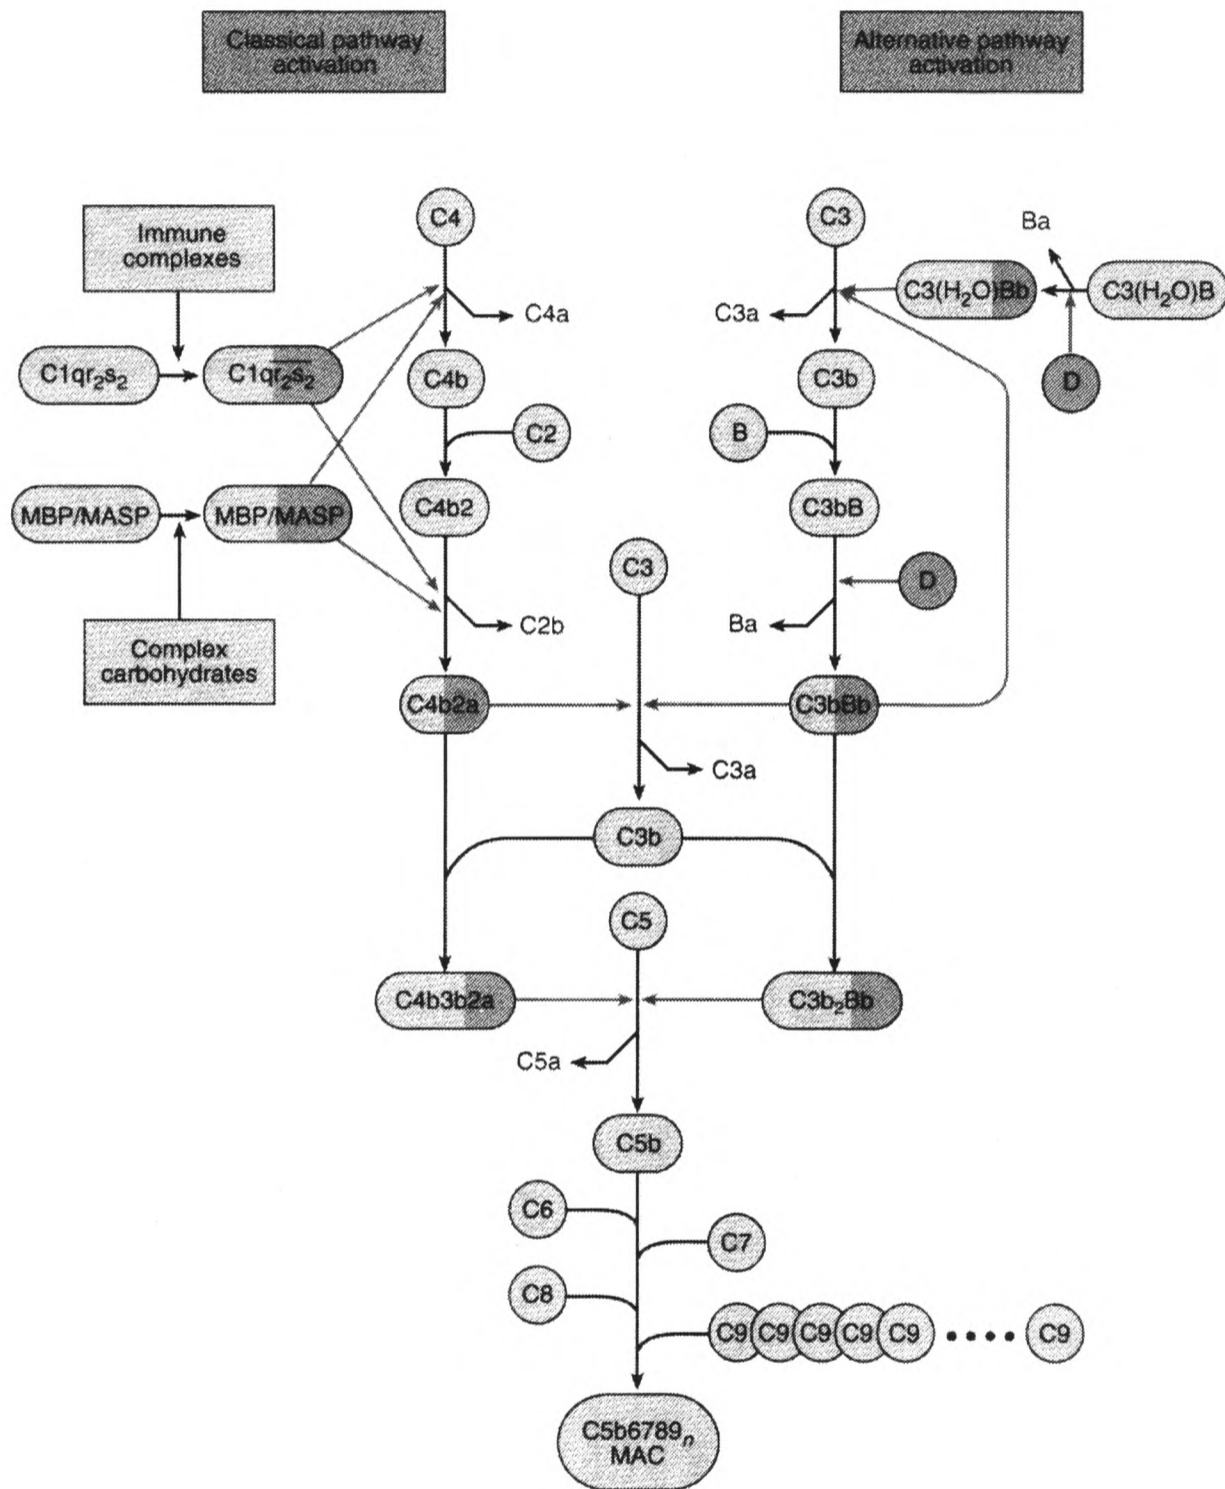 Classical pathway
activation
Alternative pathway
activation
C4
C3
Ba
Immune
complexes
C3(H₂O)Bb
C3(H₂O)B
C4a
C3a
C1qr₂s₂
C1qr₂s₂
C4b
C3b
D
C2
B
MBP/MASP
MBP/MASP
C4b2
C3bB
C3
D
C2b
Ba
Complex
carbohydrates
C4b2a
C3bBb
C3a
C3b
C5
C4b3b2a
C3b₂Bb
C5a
C5b
C6
C7
C8
C9
C9
C9
C9
C9
C9
C5b6789ₙ
MAC